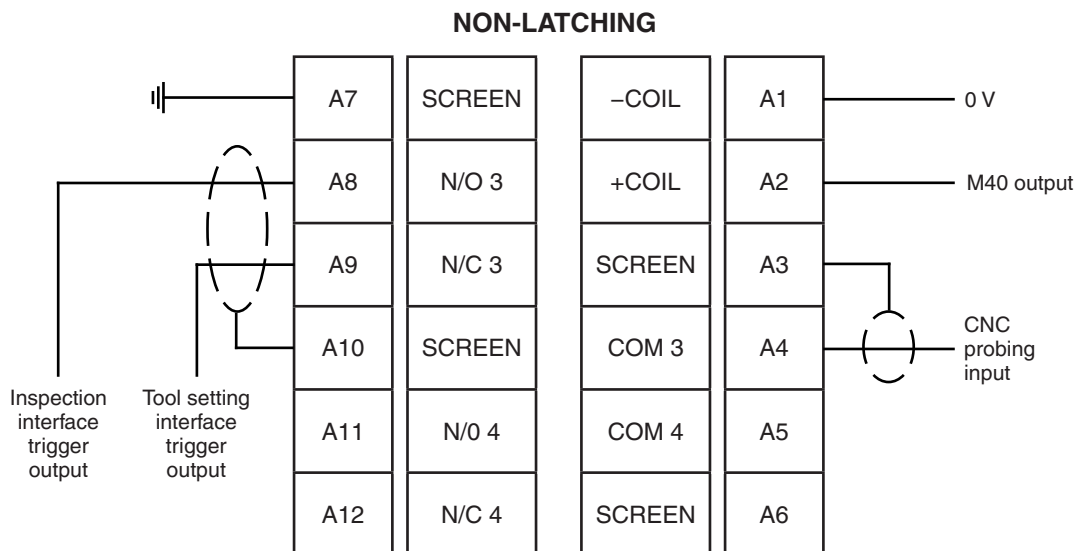 NON-LATCHING
A7 SCREEN –COIL A1 0 V
A8 N/O 3 +COIL A2 M40 output
A9 N/C 3 SCREEN A3
A10 SCREEN COM 3 A4
CNC
probing
input
Inspection
interface
trigger
output
Tool setting
interface
trigger
output
A11 N/0 4 COM 4 A5
A12 N/C 4 SCREEN A6